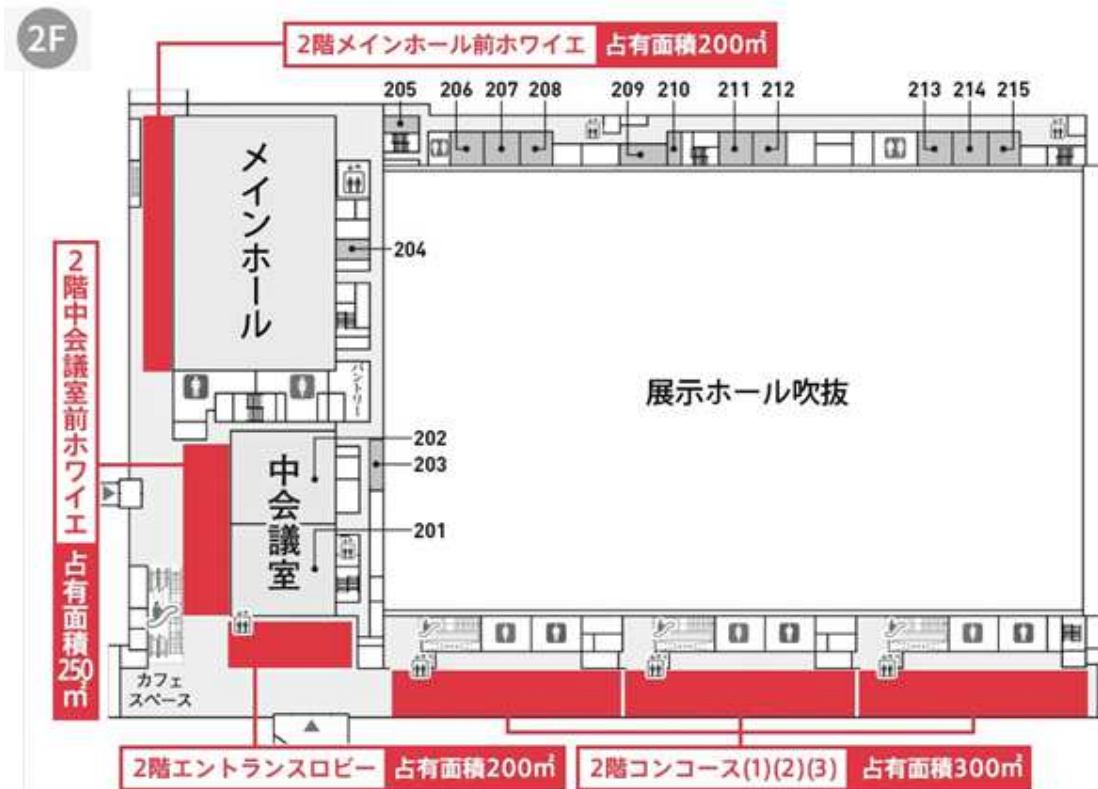 2F
2階メインホール前ホワイエ 占有面積200㎡
205 206 207 208 209 210 211 212 213 214 215
メインホール
204
2階中会議室前ホワイエ 占有面積250㎡
パントリー
展示ホール吹抜
202
203
中会議室
201
カフェ
スペース
2階エントランスロビー 占有面積200㎡
2階コンコース(1)(2)(3) 占有面積300㎡